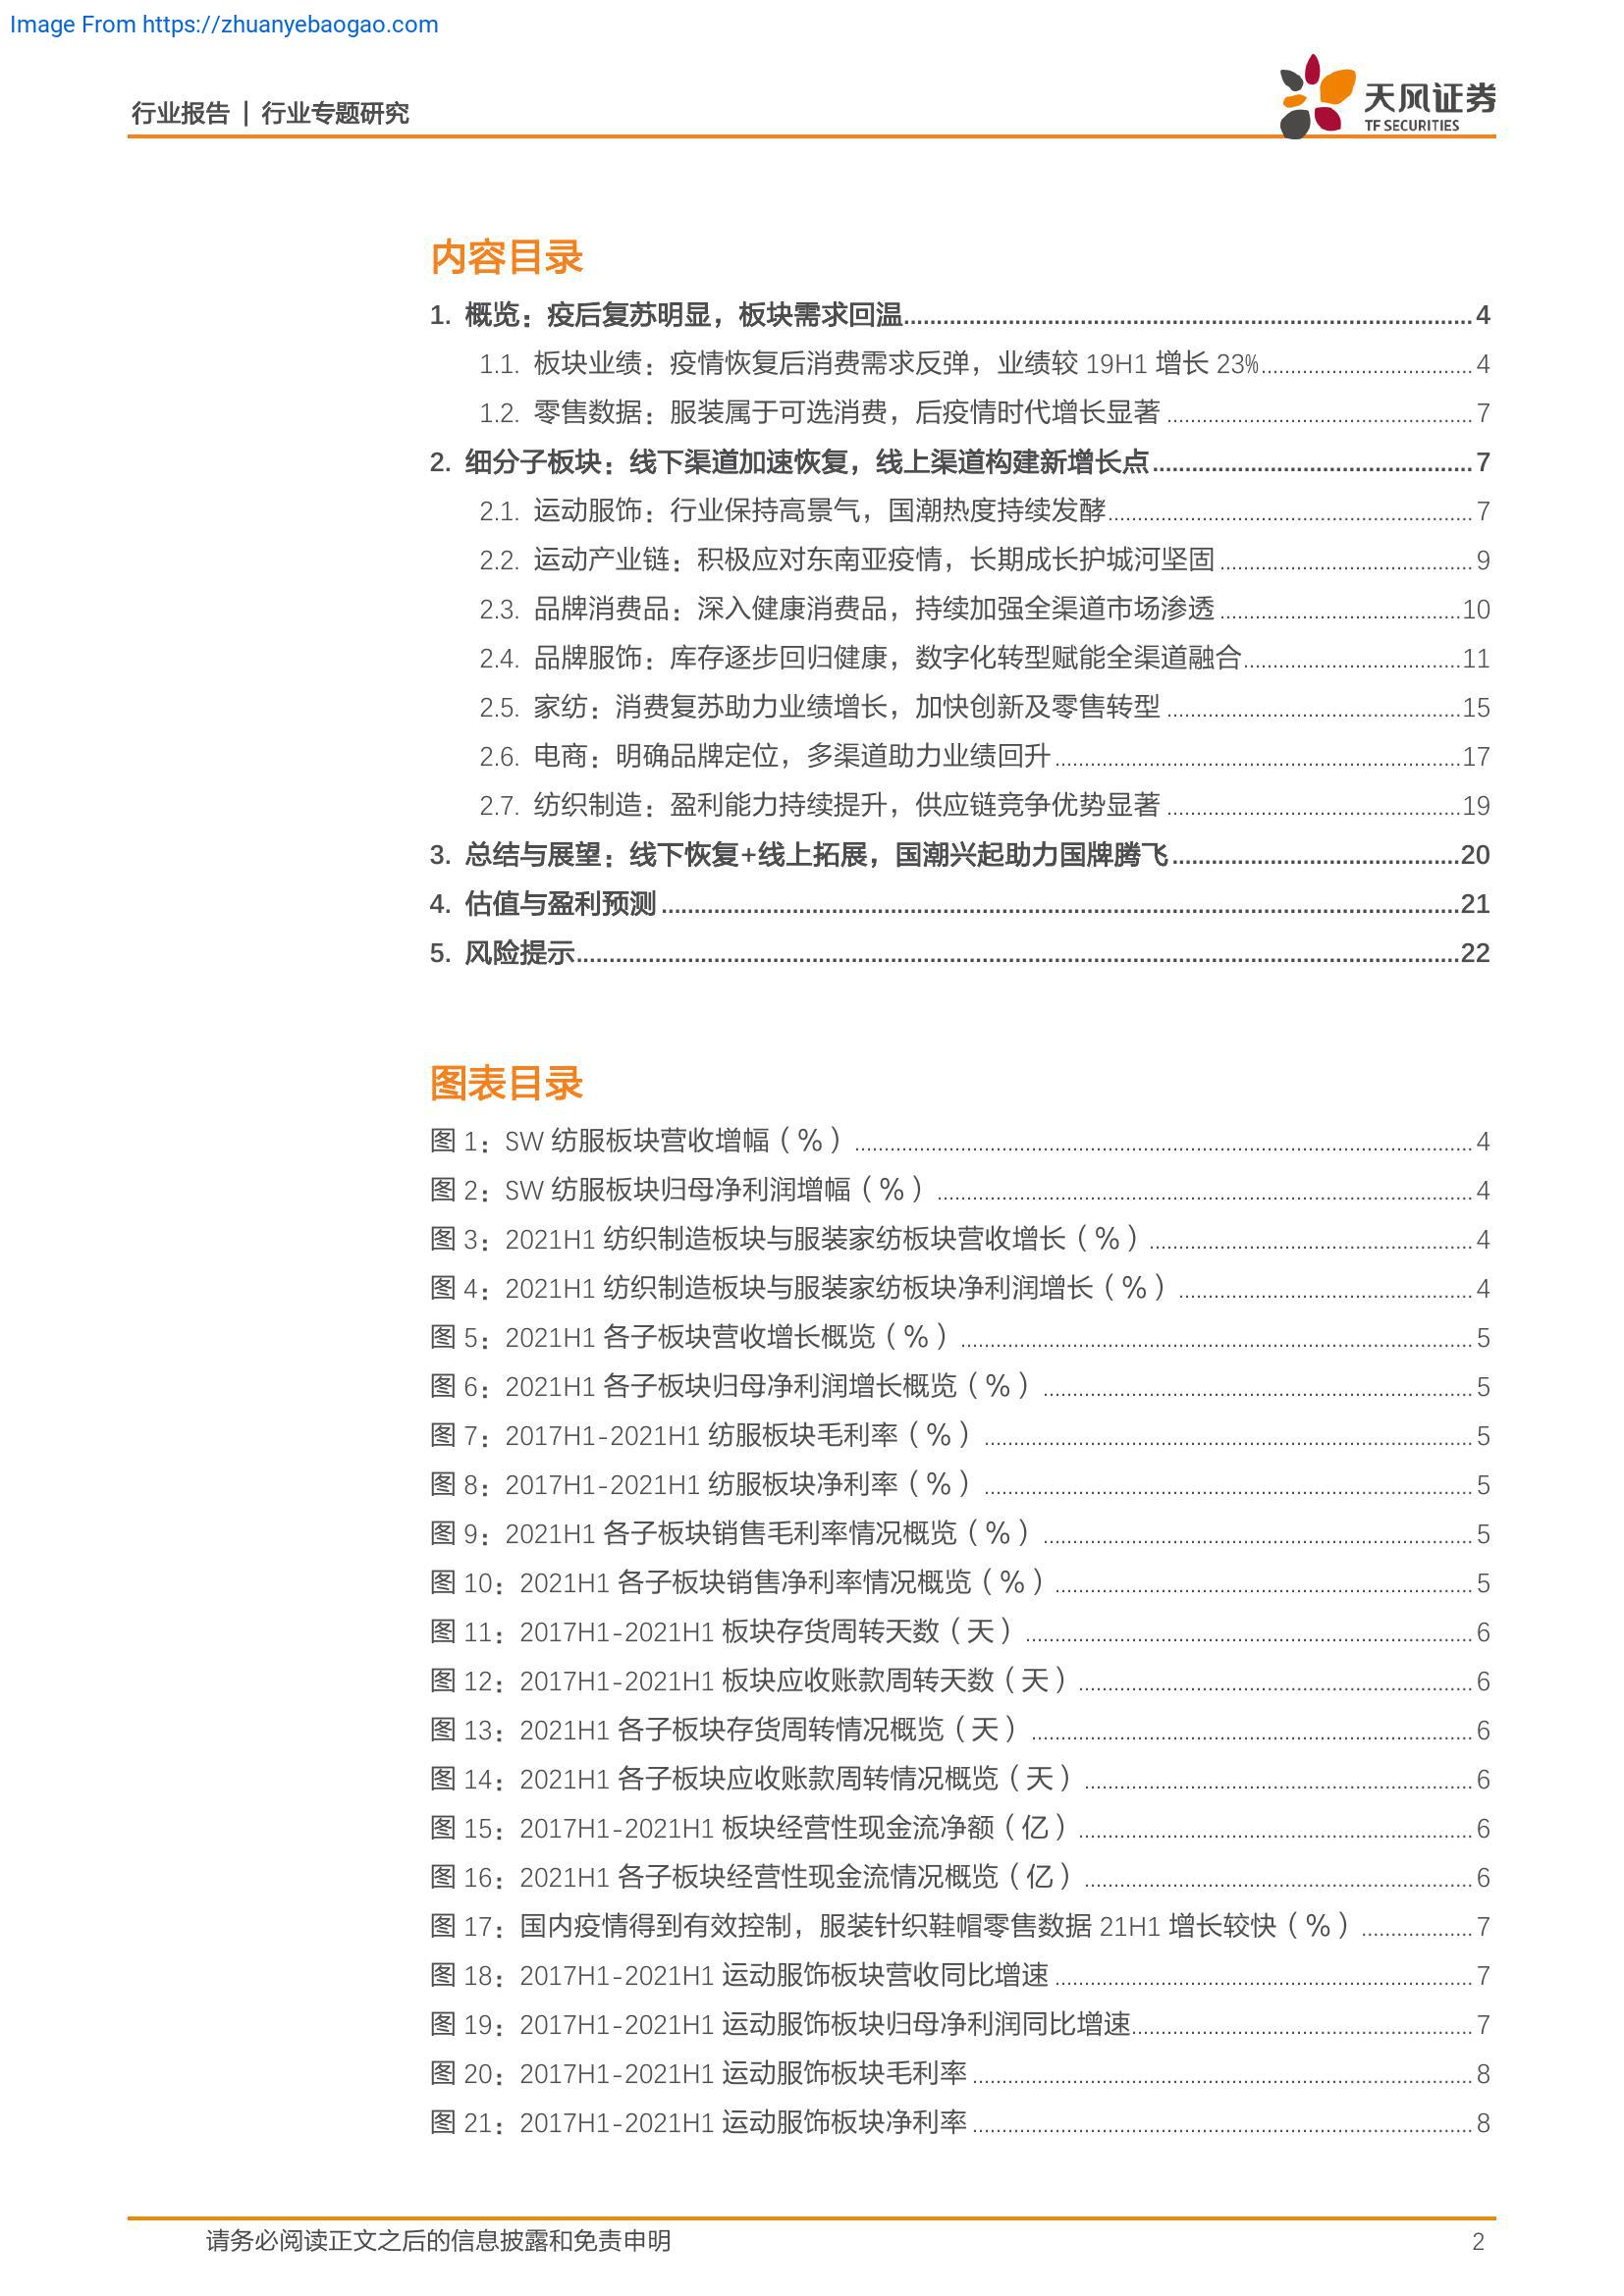 Image From https://zhuanyebaogao.com
行业报告 | 行业专题研究
天风证券
TF SECURITIES
内容目录
1. 概览：疫后复苏明显，板块需求回温 4
1.1. 板块业绩：疫情恢复后消费需求反弹，业绩较 19H1 增长 23% 4
1.2. 零售数据：服装属于可选消费，后疫情时代增长显著 7
2. 细分子板块：线下渠道加速恢复，线上渠道构建新增长点 7
2.1. 运动服饰：行业保持高景气，国潮热度持续发酵 7
2.2. 运动产业链：积极应对东南亚疫情，长期成长护城河坚固 9
2.3. 品牌消费品：深入健康消费品，持续加强全渠道市场渗透 10
2.4. 品牌服饰：库存逐步回归健康，数字化转型赋能全渠道融合 11
2.5. 家纺：消费复苏助力业绩增长，加快创新及零售转型 15
2.6. 电商：明确品牌定位，多渠道助力业绩回升 17
2.7. 纺织制造：盈利能力持续提升，供应链竞争优势显著 19
3. 总结与展望：线下恢复+线上拓展，国潮兴起助力国牌腾飞 20
4. 估值与盈利预测 21
5. 风险提示 22
图表目录
图 1：SW 纺服板块营收增幅（%） 4
图 2：SW 纺服板块归母净利润增幅（%） 4
图 3：2021H1 纺织制造板块与服装家纺板块营收增长（%） 4
图 4：2021H1 纺织制造板块与服装家纺板块净利润增长（%） 4
图 5：2021H1 各子板块营收增长概览（%） 5
图 6：2021H1 各子板块归母净利润增长概览（%） 5
图 7：2017H1-2021H1 纺服板块毛利率（%） 5
图 8：2017H1-2021H1 纺服板块净利率（%） 5
图 9：2021H1 各子板块销售毛利率情况概览（%） 5
图 10：2021H1 各子板块销售净利率情况概览（%） 5
图 11：2017H1-2021H1 板块存货周转天数（天） 6
图 12：2017H1-2021H1 板块应收账款周转天数（天） 6
图 13：2021H1 各子板块存货周转情况概览（天） 6
图 14：2021H1 各子板块应收账款周转情况概览（天） 6
图 15：2017H1-2021H1 板块经营性现金流净额（亿） 6
图 16：2021H1 各子板块经营性现金流情况概览（亿） 6
图 17：国内疫情得到有效控制，服装针织鞋帽零售数据 21H1 增长较快（%） 7
图 18：2017H1-2021H1 运动服饰板块营收同比增速 7
图 19：2017H1-2021H1 运动服饰板块归母净利润同比增速 7
图 20：2017H1-2021H1 运动服饰板块毛利率 8
图 21：2017H1-2021H1 运动服饰板块净利率 8
请务必阅读正文之后的信息披露和免责申明 2